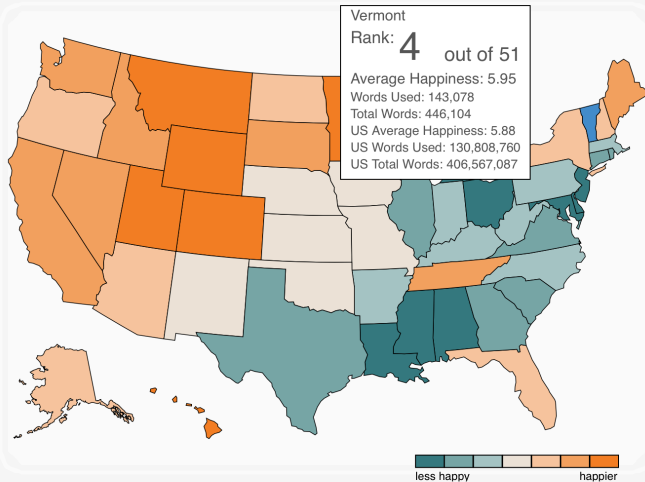 Vermont
Rank: 4 out of 51
Average Happiness: 5.95
Words Used: 143,078
Total Words: 446,104
US Average Happiness: 5.88
US Words Used: 130,808,760
US Total Words: 406,567,087
less happy happier